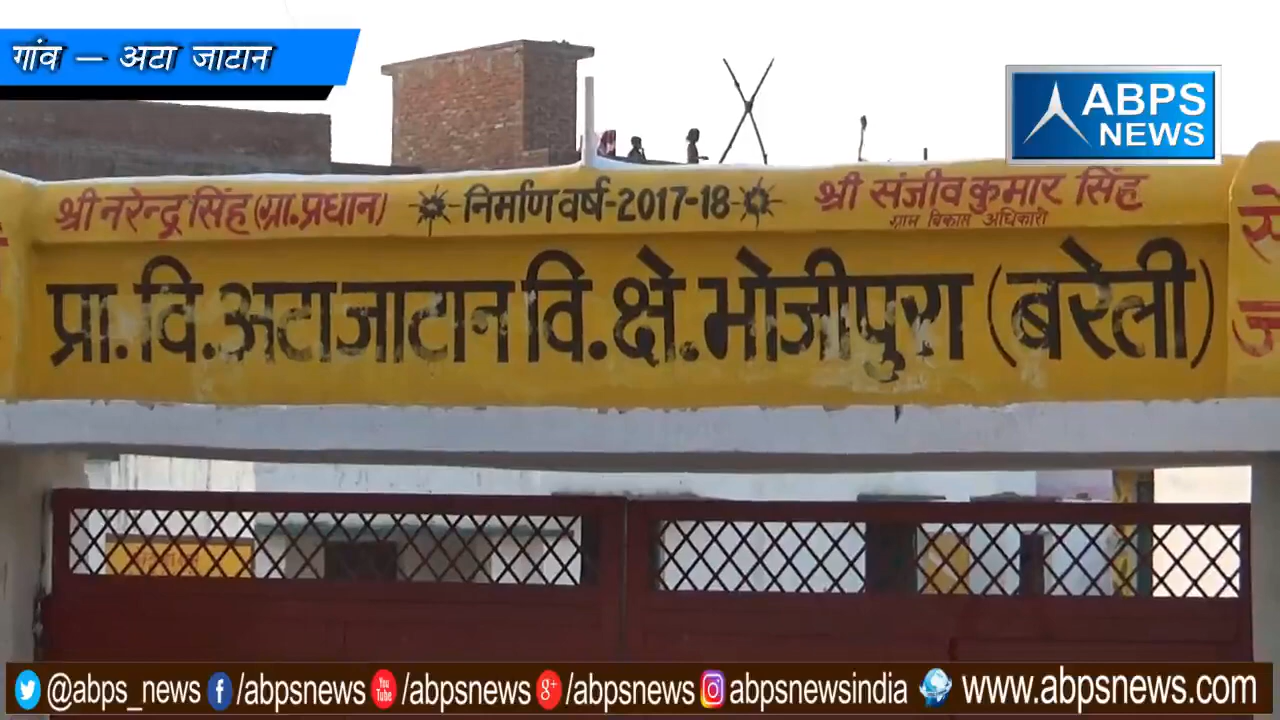 गांव – अटा जाटान
ABPS
NEWS
श्री नरेन्द्र सिंह (ग्रा. प्रधान) निर्माण वर्ष-2017-18 श्री संजीव कुमार सिंह
ग्राम विकास अधिकारी
प्रा. वि. अटा जाटान वि. क्षे. भोजीपुरा (बरेली)
@abps_news /abpsnews /abpsnews /abpsnews abpsnewsindia www.abpsnews.com